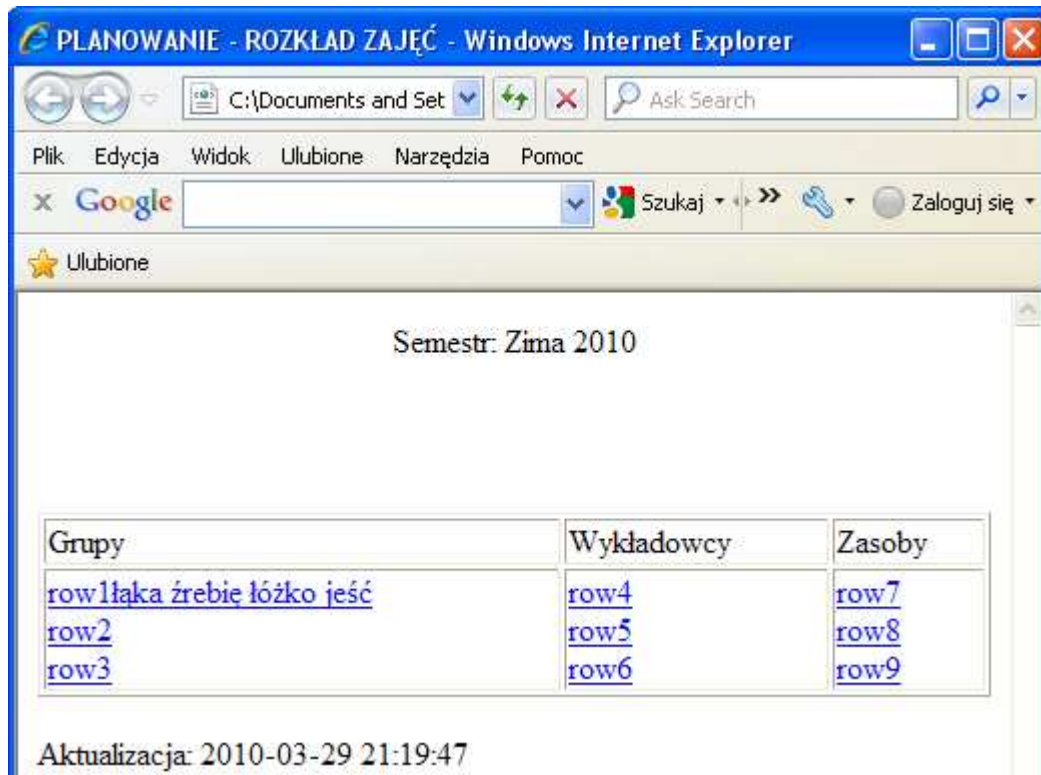 PLANOWANIE - ROZKŁAD ZAJĘĆ - Windows Internet Explorer
C:\Documents and Set
Ask Search
Plik Edycja Widok Ulubione Narzędzia Pomoc
x Google Szukaj Zaloguj się
Ulubione
Semestr: Zima 2010
Grupy Wykładowcy Zasoby
row1łąka źrebię łóżko jeść row4 row7
row2 row5 row8
row3 row6 row9
Aktualizacja: 2010-03-29 21:19:47